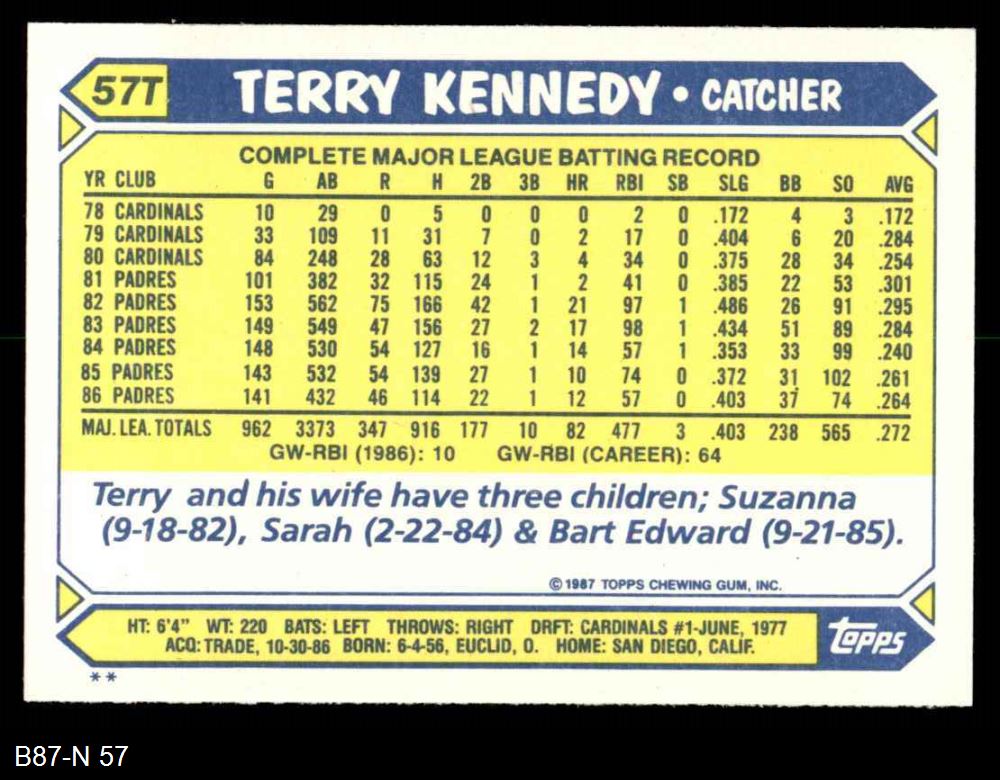 57T TERRY KENNEDY • CATCHER
COMPLETE MAJOR LEAGUE BATTING RECORD
YR CLUB G AB R H 2B 3B HR RBI SB SLG BB SO AVG
78 CARDINALS 10 29 0 5 0 0 0 2 0 .172 4 3 .172
79 CARDINALS 33 109 11 31 7 0 2 17 0 .404 6 20 .284
80 CARDINALS 84 248 28 63 12 3 4 34 0 .375 28 34 .254
81 PADRES 101 382 32 115 24 1 2 41 0 .385 22 53 .301
82 PADRES 153 562 75 166 42 1 21 97 1 .486 26 91 .295
83 PADRES 149 549 47 156 27 2 17 98 1 .434 51 89 .284
84 PADRES 148 530 54 127 16 1 14 57 1 .353 33 99 .240
85 PADRES 143 532 54 139 27 1 10 74 0 .372 31 102 .261
86 PADRES 141 432 46 114 22 1 12 57 0 .403 37 74 .264
MAJ. LEA. TOTALS 962 3373 347 916 177 10 82 477 3 .403 238 565 .272
GW-RBI (1986): 10 GW-RBI (CAREER): 64
Terry and his wife have three children; Suzanna
(9-18-82), Sarah (2-22-84) & Bart Edward (9-21-85).
© 1987 TOPPS CHEWING GUM, INC.
HT: 6'4" WT: 220 BATS: LEFT THROWS: RIGHT DRFT: CARDINALS #1-JUNE, 1977
ACQ: TRADE, 10-30-86 BORN: 6-4-56, EUCLID, O. HOME: SAN DIEGO, CALIF.
topps
**
B87-N 57